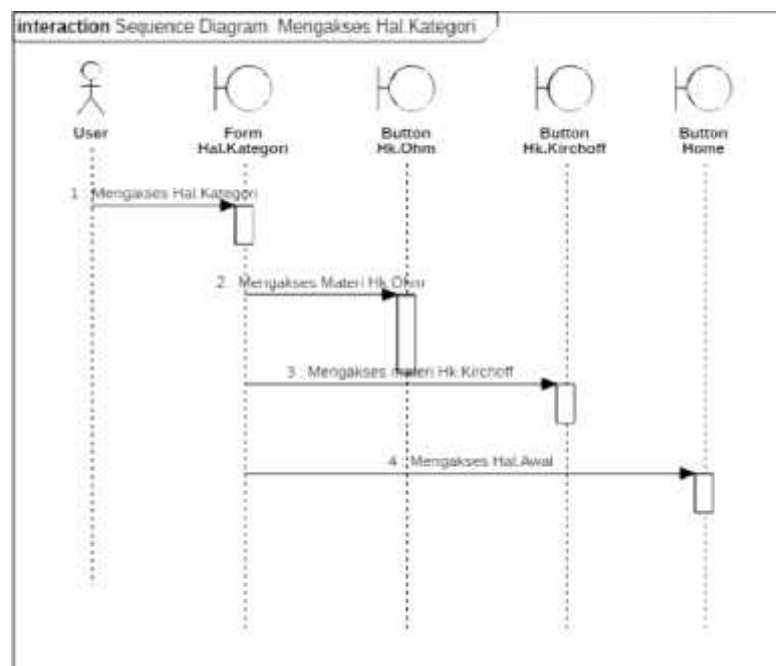 interaction Sequence Diagram Mengakses Hal.Kategori
User
Form
Hal.Kategori
Button
Hk.Ohm
Button
Hk.Kirchoff
Button
Home
1 : Mengakses Hal.Kategori
2 : Mengakses Materi Hk.Ohm
3 : Mengakses materi Hk.Kirchoff
4 : Mengakses Hal.Awal